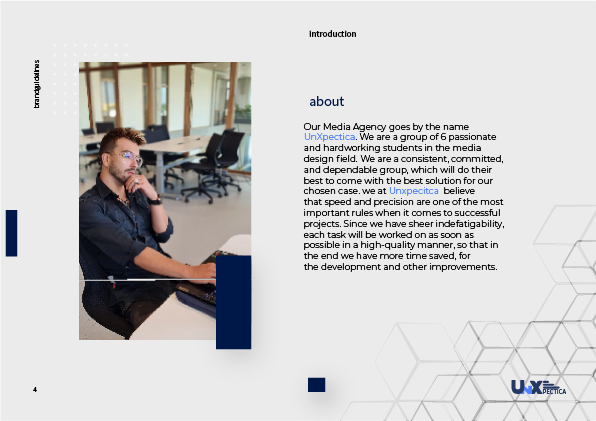 introduction
brandguidelines
about
Our Media Agency goes by the name
UnXpectica. We are a group of 6 passionate
and hardworking students in the media
design field. We are a consistent, committed,
and dependable group, which will do their
best to come with the best solution for our
chosen case. we at Unxpecitca believe
that speed and precision are one of the most
important rules when it comes to successful
projects. Since we have sheer indefatigability,
each task will be worked on as soon as
possible in a high-quality manner, so that in
the end we have more time saved, for
the development and other improvements.
4
UNX PECTICA